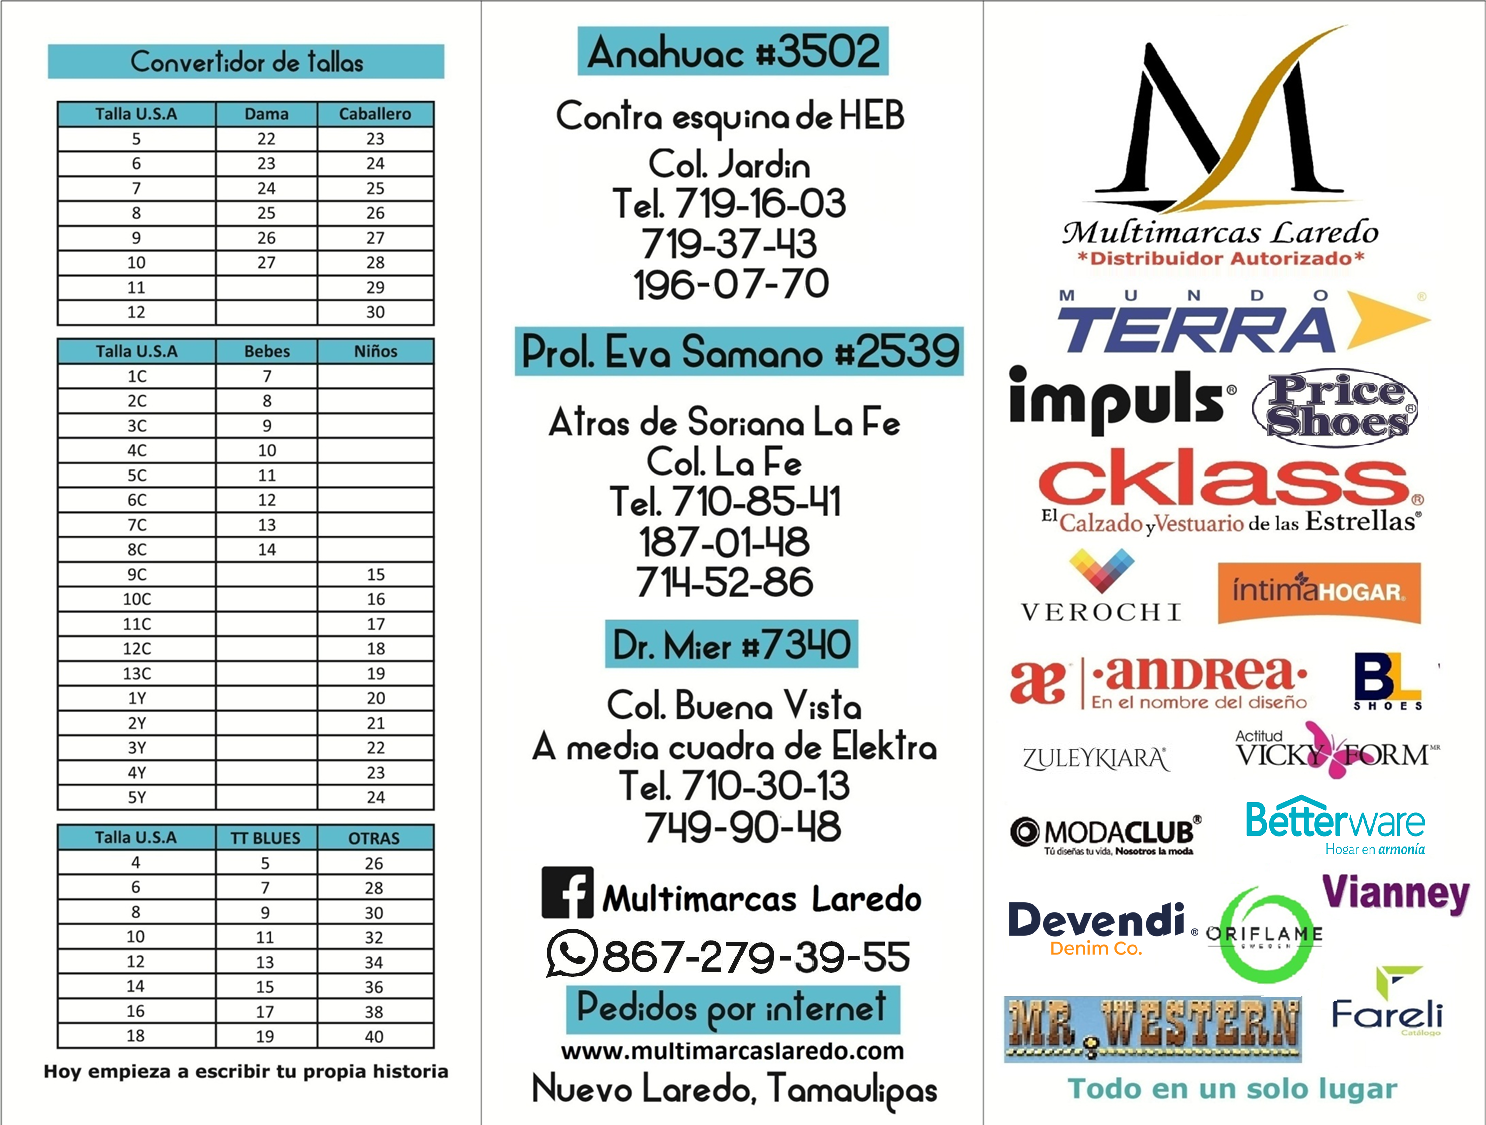 Convertidor de tallas
Talla U.S.A Dama Caballero
5 22 23
6 23 24
7 24 25
8 25 26
9 26 27
10 27 28
11 29
12 30
Talla U.S.A Bebes Niños
1C 7
2C 8
3C 9
4C 10
5C 11
6C 12
7C 13
8C 14
9C 15
10C 16
11C 17
12C 18
13C 19
1Y 20
2Y 21
3Y 22
4Y 23
5Y 24
Talla U.S.A TT BLUES OTRAS
4 5 26
6 7 28
8 9 30
10 11 32
12 13 34
14 15 36
16 17 38
18 19 40
Hoy empieza a escribir tu propia historia
Anahuac #3502
Contra esquina de HEB
Col. Jardin
Tel. 719-16-03
719-37-43
196-07-70
Prol. Eva Samano #2539
Atras de Soriana La Fe
Col. La Fe
Tel. 710-85-41
187-01-48
714-52-86
Dr. Mier #7340
Col. Buena Vista
A media cuadra de Elektra
Tel. 710-30-13
749-90-48
Multimarcas Laredo
867-279-39-55
Pedidos por internet
www.multimarcaslaredo.com
Nuevo Laredo, Tamaulipas
M
Multimarcas Laredo
*Distribuidor Autorizado*
MUNDO
TERRA®
impuls®
Price
Shoes®
cklass®
El Calzado y Vestuario de las Estrellas®
VEROCHI
íntimaHOGAR®
ae ·ANDREA·
En el nombre del diseño
BL
SHOES
ZULEYKIARA®
Actitud
VICKY FORM MR
MODACLUB®
Tú diseñas tu vida, Nosotros la moda
Betterware
Hogar en armonía
Vianney
Devendi®
Denim Co.
ORIFLAME
SWEDEN
MR. WESTERN
Fareli
Catálogo
Todo en un solo lugar